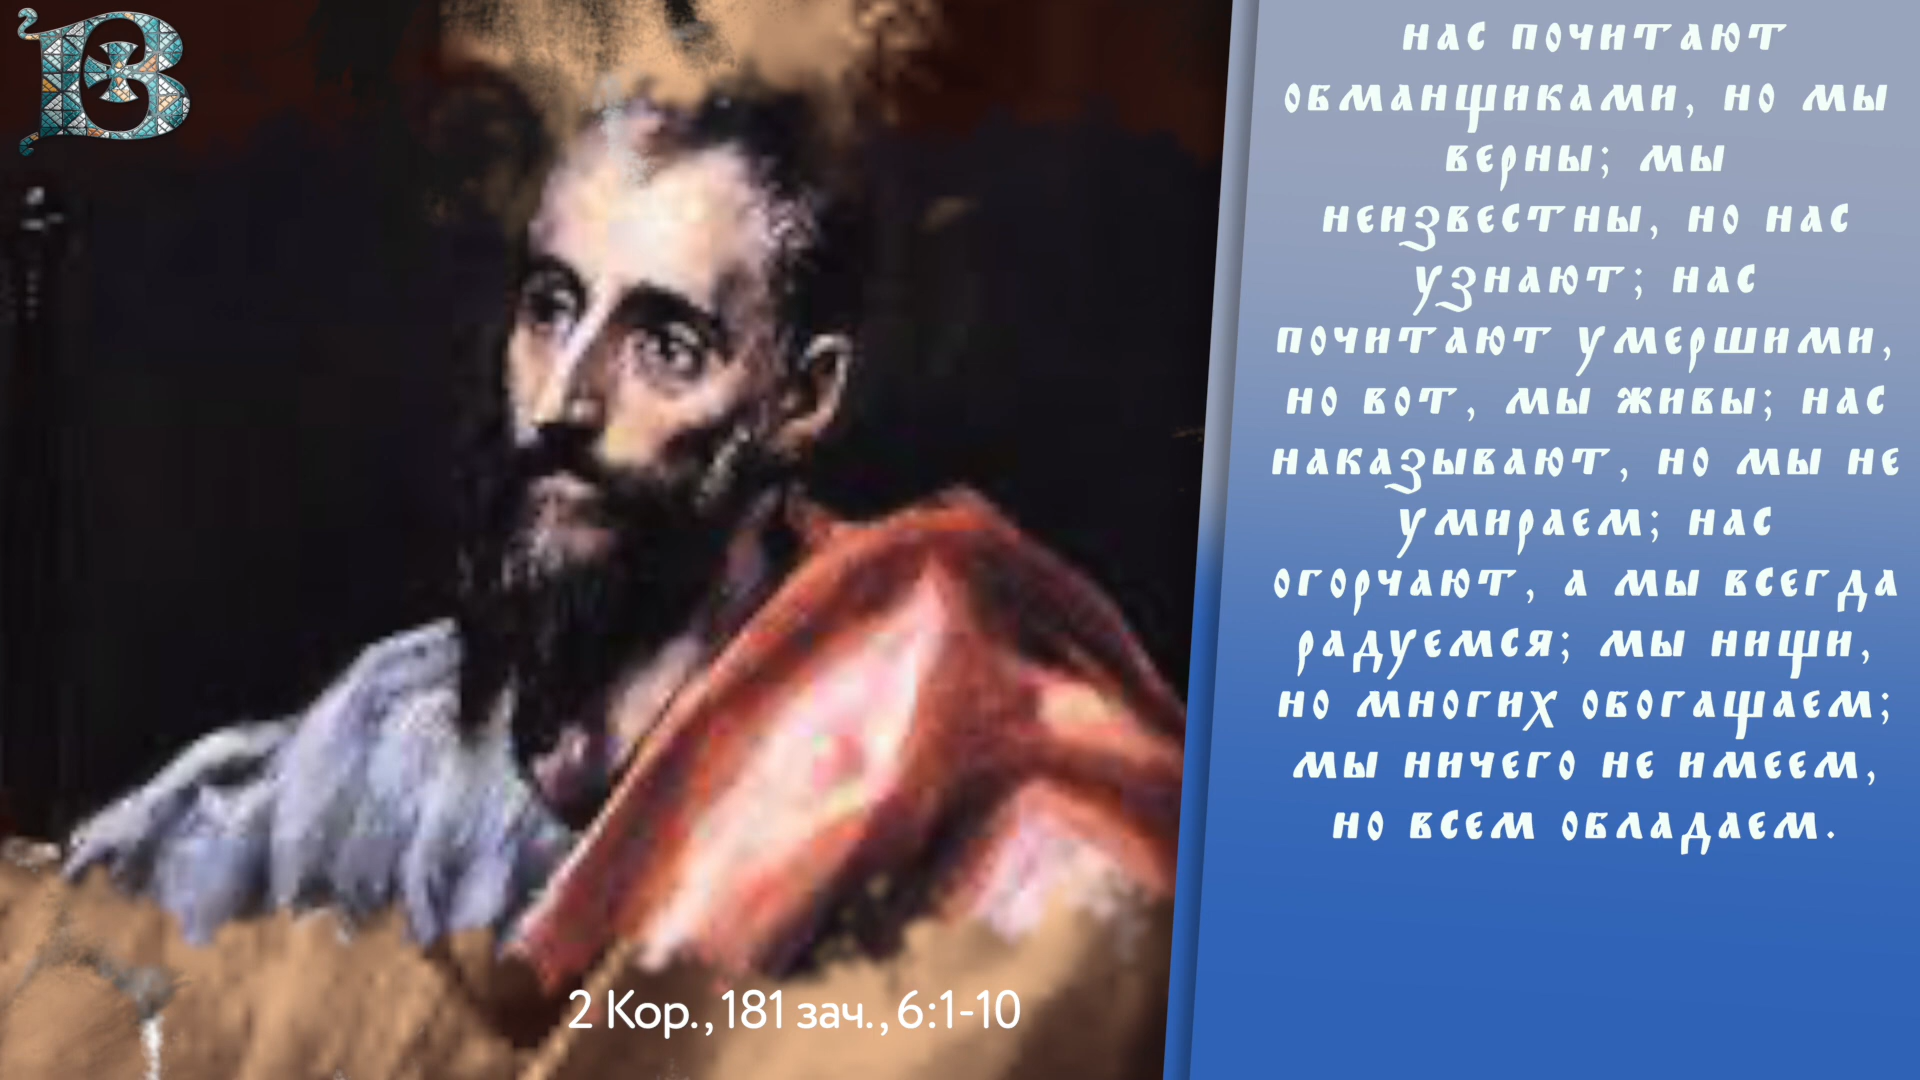 нас почитают
обманщиками, но мы
верны; мы
неизвестны, но нас
узнают; нас
почитают умершими,
но вот, мы живы; нас
наказывают, но мы не
умираем; нас
огорчают, а мы всегда
радуемся; мы нищи,
но многих обогащаем;
мы ничего не имеем,
но всем обладаем.
2 Кор., 181 зач., 6:1-10